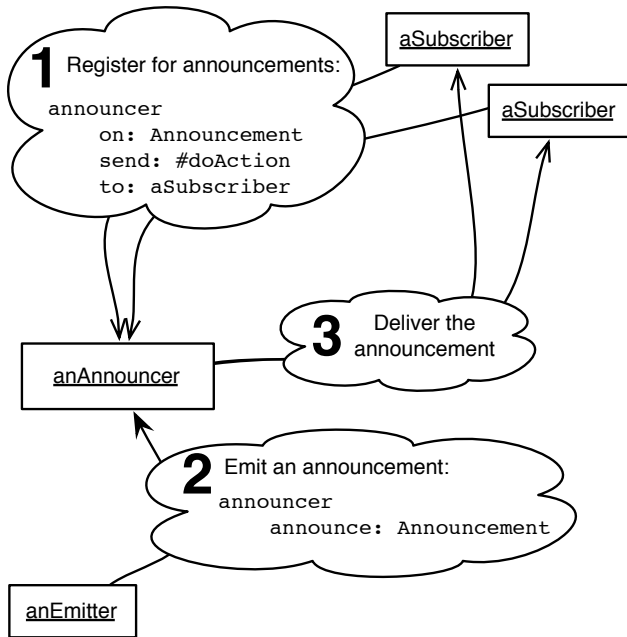 aSubscriber
1 Register for announcements:
aSubscriber
announcer
on: Announcement
send: #doAction
to: aSubscriber
3 Deliver the
announcement
anAnnouncer
2 Emit an announcement:
announcer
announce: Announcement
anEmitter